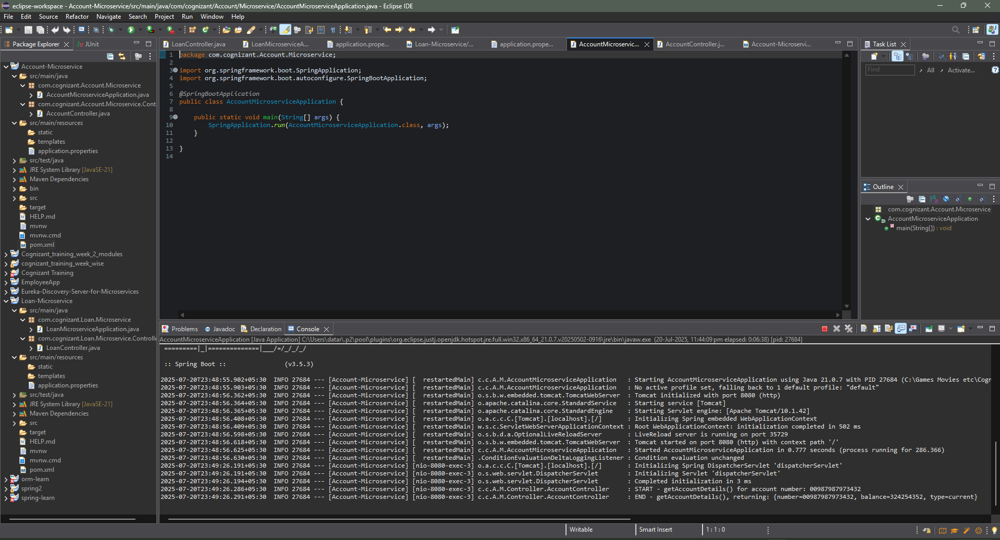 eclipse-workspace - Account-Microservice/src/main/java/com/cognizant/Account/Microservice/AccountMicroserviceApplication.java - Eclipse IDE
File Edit Source Refactor Navigate Search Project Run Window Help
Package Explorer
JUnit
Account-Microservice
src/main/java
com.cognizant.Account.Microservice
AccountMicroserviceApplication.java
com.cognizant.Account.Microservice.Cont
AccountController.java
src/main/resources
static
templates
application.properties
src/test/java
JRE System Library [JavaSE-21]
Maven Dependencies
bin
src
target
HELP.md
mvnw
mvnw.cmd
pom.xml
Cognizant_training_week_2_modules
cognizant_training_week_wise
Cognizant Training
EmployeeApp
Eureka-Discovery-Server-for-Microservices
Loan-Microservice
src/main/java
com.cognizant.Loan.Microservice
LoanMicroserviceApplication.java
com.cognizant.Loan.Microservice.Controlle
LoanController.java
src/main/resources
static
templates
application.properties
src/test/java
JRE System Library [JavaSE-21]
Maven Dependencies
src
target
HELP.md
mvnw
mvnw.cmd
pom.xml
orm-learn
spring2
spring-learn
LoanController.java LoanMicroserviceA... application.prope... Loan-Microservice/... application.prope... AccountMicroservic... AccountController.j... Account-Microservi...
1 package com.cognizant.Account.Microservice;
2
3 import org.springframework.boot.SpringApplication;
4 import org.springframework.boot.autoconfigure.SpringBootApplication;
5
6 @SpringBootApplication
7 public class AccountMicroserviceApplication {
8
9     public static void main(String[] args) {
10         SpringApplication.run(AccountMicroserviceApplication.class, args);
11     }
12
13 }
14
Task List
Find All Activate...
Outline
com.cognizant.Account.Microservice
AccountMicroserviceApplication
main(String[]) : void
Problems Javadoc Declaration Console
AccountMicroserviceApplication [Java Application] C:\Users\datar\.p2\pool\plugins\org.eclipse.justj.openjdk.hotspot.jre.full.win32.x86_64_21.0.7.v20250502-0916\jre\bin\javaw.exe (20-Jul-2025, 11:44:09 pm elapsed: 0:06:38) [pid: 27684]
=========|_|==============|___/=/_/_/_/
:: Spring Boot ::                (v3.5.3)
2025-07-20T23:48:55.902+05:30  INFO 27684 --- [Account-Microservice] [  restartedMain] c.c.A.M.AccountMicroserviceApplication   : Starting AccountMicroserviceApplication using Java 21.0.7 with PID 27684 (C:\Games Movies etc\Cogn
2025-07-20T23:48:55.903+05:30  INFO 27684 --- [Account-Microservice] [  restartedMain] c.c.A.M.AccountMicroserviceApplication   : No active profile set, falling back to 1 default profile: "default"
2025-07-20T23:48:56.362+05:30  INFO 27684 --- [Account-Microservice] [  restartedMain] o.s.b.w.embedded.tomcat.TomcatWebServer  : Tomcat initialized with port 8080 (http)
2025-07-20T23:48:56.364+05:30  INFO 27684 --- [Account-Microservice] [  restartedMain] o.apache.catalina.core.StandardService   : Starting service [Tomcat]
2025-07-20T23:48:56.365+05:30  INFO 27684 --- [Account-Microservice] [  restartedMain] o.apache.catalina.core.StandardEngine    : Starting Servlet engine: [Apache Tomcat/10.1.42]
2025-07-20T23:48:56.408+05:30  INFO 27684 --- [Account-Microservice] [  restartedMain] o.a.c.c.C.[Tomcat].[localhost].[/]       : Initializing Spring embedded WebApplicationContext
2025-07-20T23:48:56.409+05:30  INFO 27684 --- [Account-Microservice] [  restartedMain] w.s.c.ServletWebServerApplicationContext : Root WebApplicationContext: initialization completed in 502 ms
2025-07-20T23:48:56.598+05:30  INFO 27684 --- [Account-Microservice] [  restartedMain] o.s.b.d.a.OptionalLiveReloadServer       : LiveReload server is running on port 35729
2025-07-20T23:48:56.618+05:30  INFO 27684 --- [Account-Microservice] [  restartedMain] o.s.b.w.embedded.tomcat.TomcatWebServer  : Tomcat started on port 8080 (http) with context path '/'
2025-07-20T23:48:56.625+05:30  INFO 27684 --- [Account-Microservice] [  restartedMain] c.c.A.M.AccountMicroserviceApplication   : Started AccountMicroserviceApplication in 0.777 seconds (process running for 286.366)
2025-07-20T23:48:56.630+05:30  INFO 27684 --- [Account-Microservice] [  restartedMain] .ConditionEvaluationDeltaLoggingListener : Condition evaluation unchanged
2025-07-20T23:49:26.191+05:30  INFO 27684 --- [Account-Microservice] [nio-8080-exec-3] o.a.c.c.C.[Tomcat].[localhost].[/]       : Initializing Spring DispatcherServlet 'dispatcherServlet'
2025-07-20T23:49:26.191+05:30  INFO 27684 --- [Account-Microservice] [nio-8080-exec-3] o.s.web.servlet.DispatcherServlet        : Initializing Servlet 'dispatcherServlet'
2025-07-20T23:49:26.194+05:30  INFO 27684 --- [Account-Microservice] [nio-8080-exec-3] o.s.web.servlet.DispatcherServlet        : Completed initialization in 3 ms
2025-07-20T23:49:26.286+05:30  INFO 27684 --- [Account-Microservice] [nio-8080-exec-3] c.c.A.M.Controller.AccountController     : START - getAccountDetails() for account number: 00987987973432
2025-07-20T23:49:26.291+05:30  INFO 27684 --- [Account-Microservice] [nio-8080-exec-3] c.c.A.M.Controller.AccountController     : END - getAccountDetails(), returning: {number=00987987973432, balance=324254352, type=current}
Writable Smart Insert 1 : 1 : 0